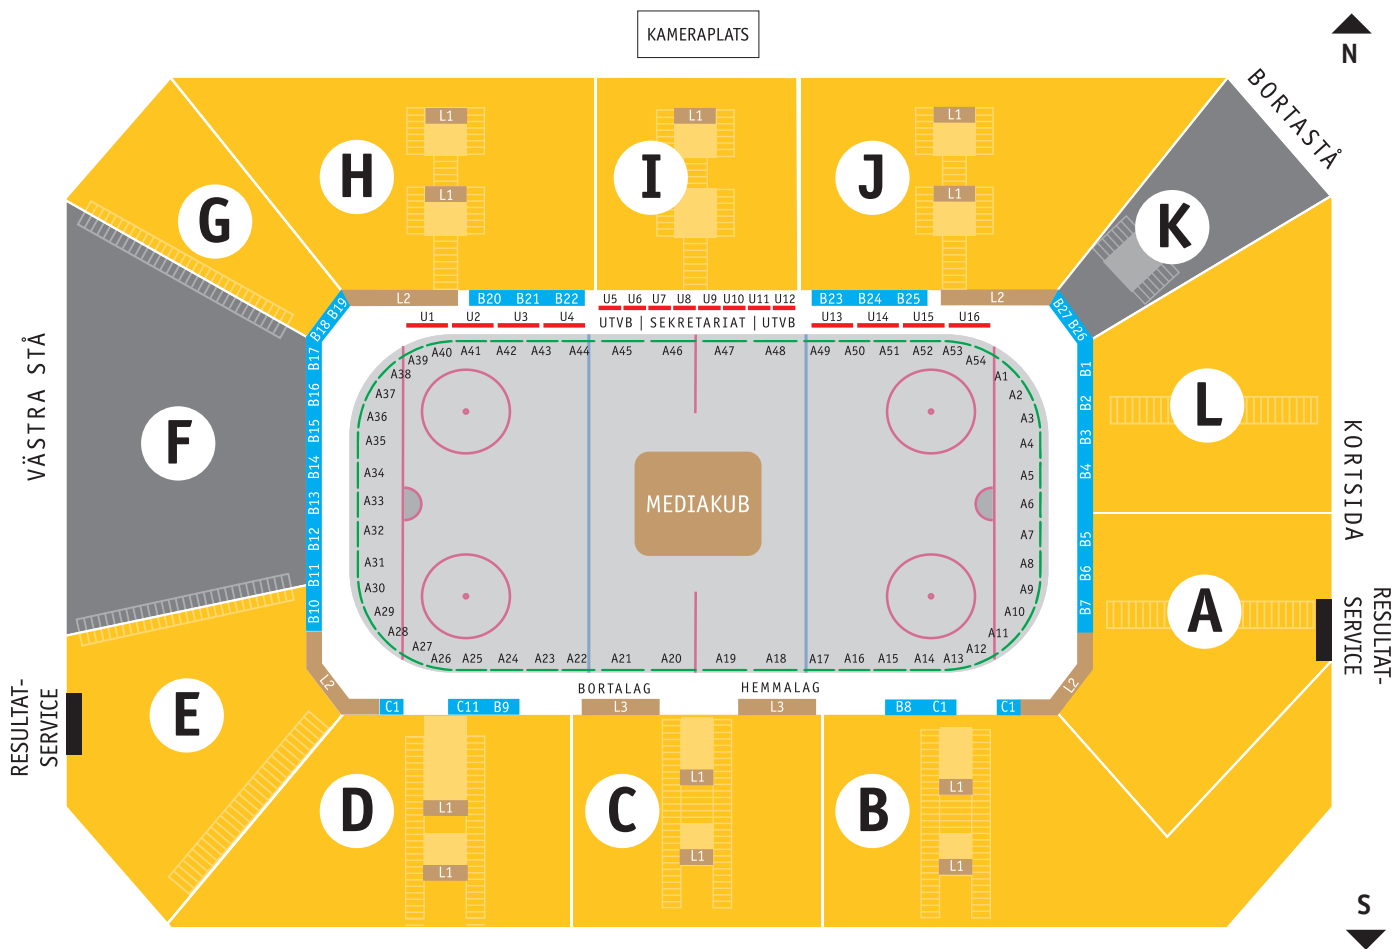 KAMERAPLATS
N
BORTASTÅ
L1
L1
L1
H
I
J
L1
L1
K
G
L2
B20 B21 B22
U5 U6 U7 U8 U9 U10 U11 U12
B23 B24 B25
L2
B18 B19
B27 B26
U1 U2 U3 U4
UTVB | SEKRETARIAT | UTVB
U13 U14 U15 U16
A39 A40 A41 A42 A43 A44 A45 A46 A47 A48 A49 A50 A51 A52 A53 A54
B17
B16
B15
B14
B13
B12
B11
B10
A38
A37
A36
A35
A34
A33
A32
A31
A30
A29
A28
A27
A1
A2
A3
A4
A5
A6
A7
A8
A9
A10
A11
A12
B1
B2
B3
B4
B5
B6
B7
VÄSTRA STÅ
F
L
KORTSIDA
MEDIAKUB
A
RESULTAT-
SERVICE
A26 A25 A24 A23 A22 A21 A20 A19 A18 A17 A16 A15 A14 A13
BORTALAG
HEMMALAG
L2
C1
C11 B9
L3
L3
B8 C1
C1
L2
RESULTAT-
SERVICE
E
D
C
B
L1
L1
L1
L1
L1
L1
S